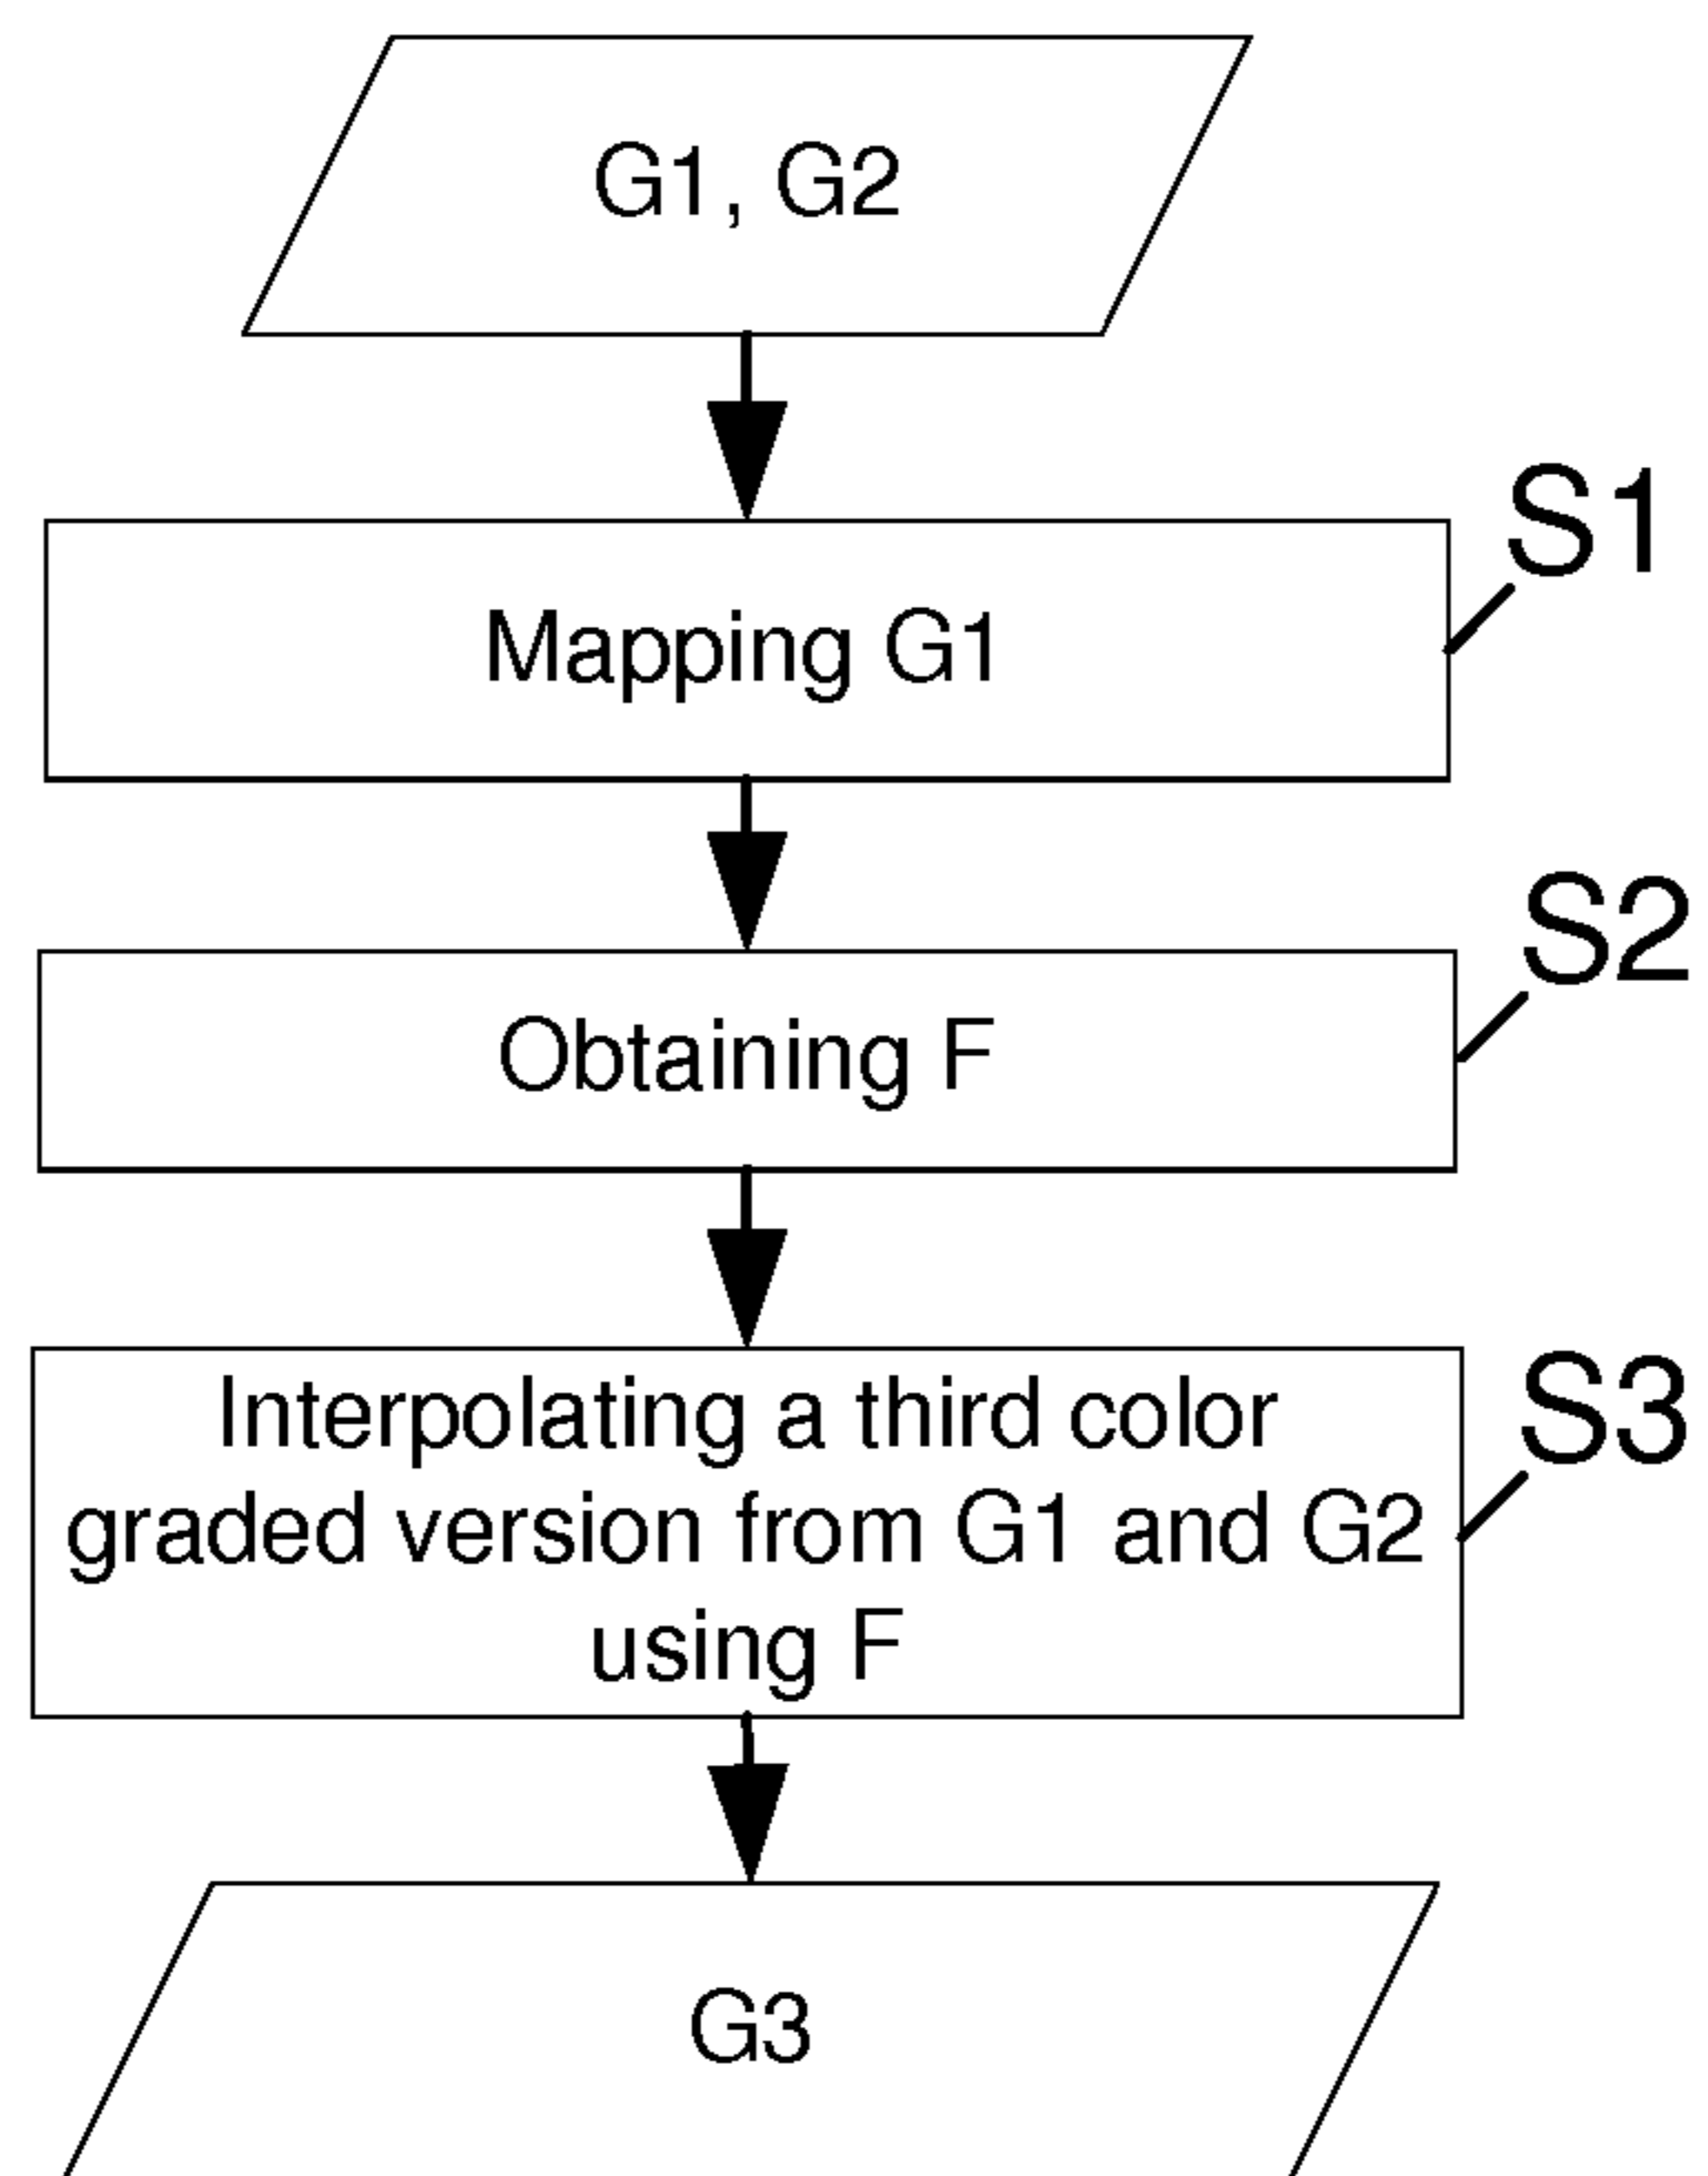 G1, G2
S1
Mapping G1
S2
Obtaining F
S3
Interpolating a third color
graded version from G1 and G2
using F
G3